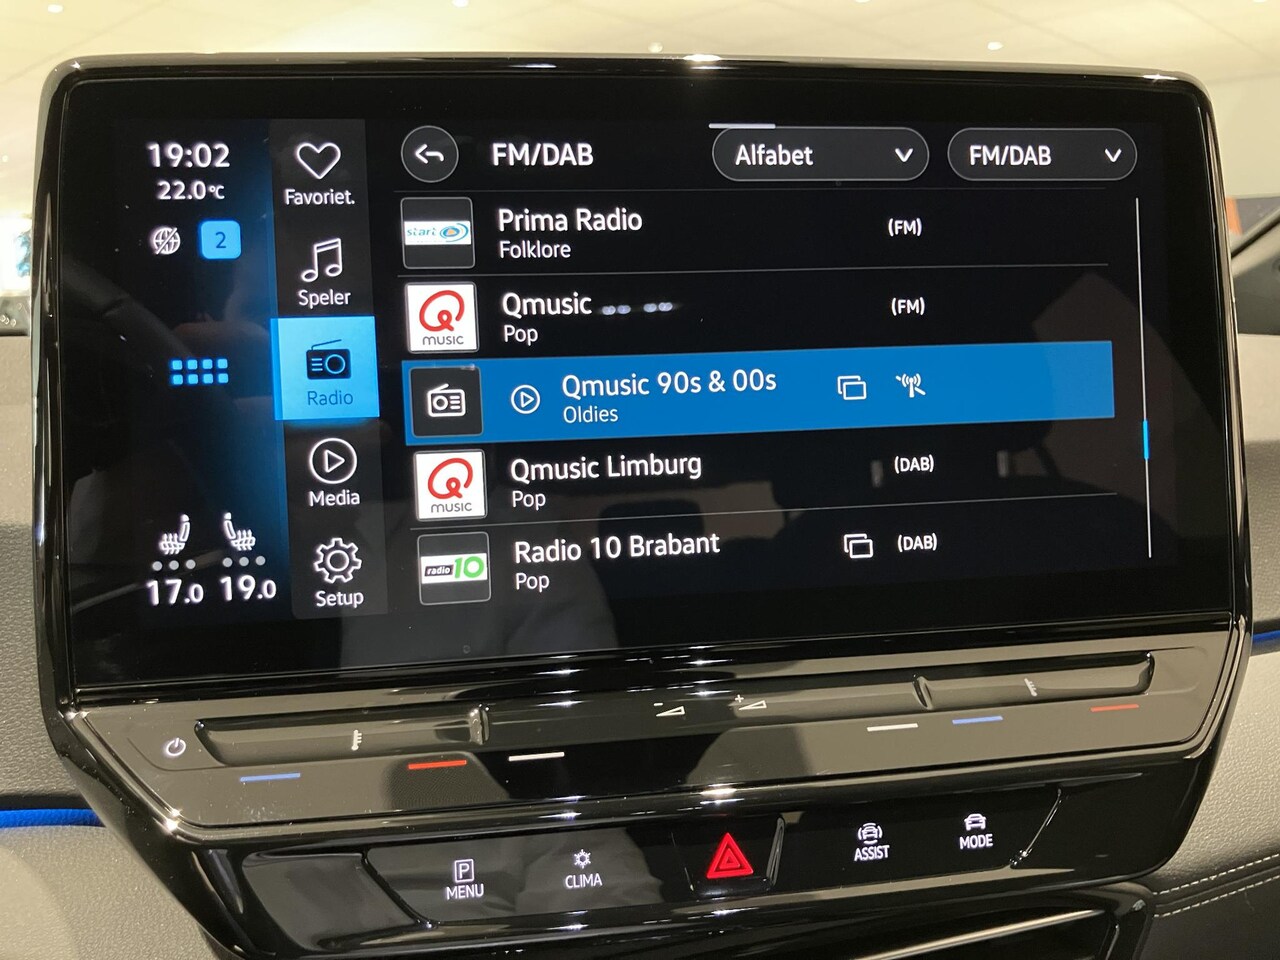 19:02
22.0°C
2
Favoriet.
Speler
Radio
Media
Setup
17.0 19.0
FM/DAB
Alfabet
FM/DAB
start
Prima Radio
(FM)
Folklore
MUSIC
Qmusic
(FM)
Pop
Qmusic 90s & 00s
Oldies
MUSIC
Qmusic Limburg
(DAB)
Pop
radio 10
Radio 10 Brabant
(DAB)
Pop
- +
P
MENU
CLIMA
ASSIST
MODE